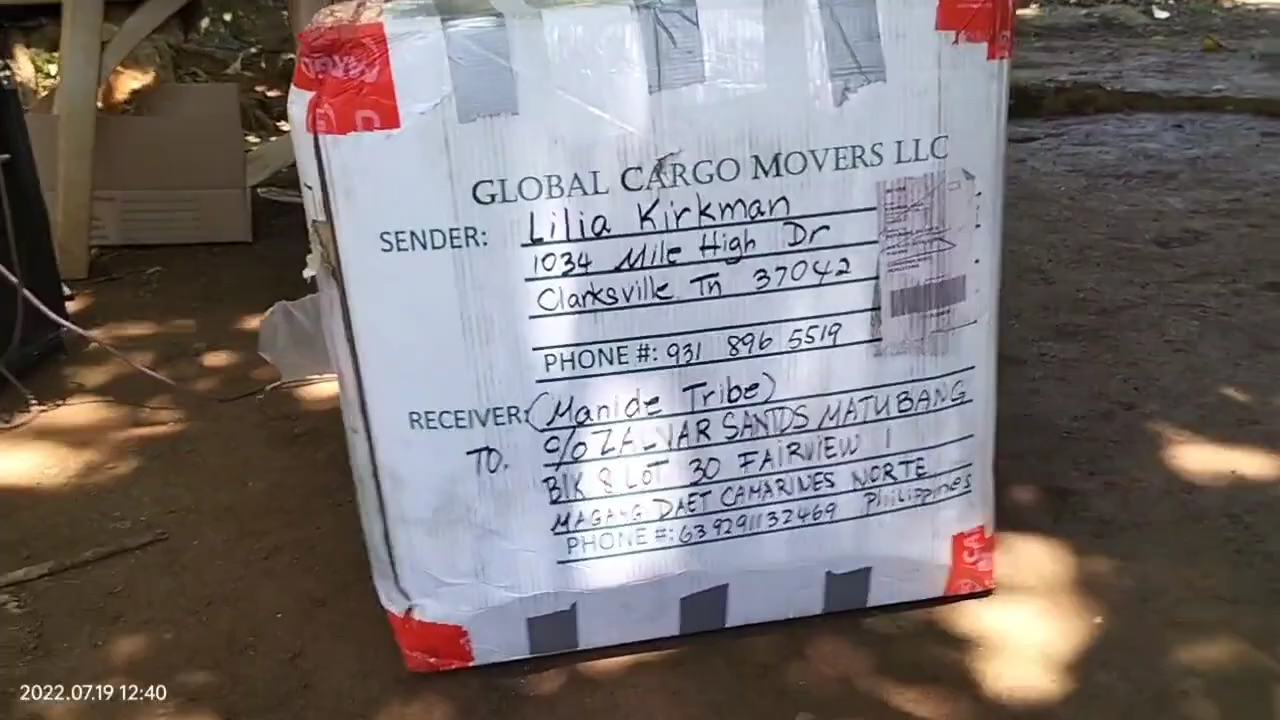 GLOBAL CARGO MOVERS LLC
SENDER: Lilia Kirkman
1034 Mile High Dr
Clarksville Tn 37042
PHONE #: 931 896 5519
RECEIVER: (Manide Tribe)
TO. c/o SANTOS MATUBANG
Blk 8 LOT 30 FAIRVIEW 1
DAET CAMARINES NORTE
PHONE #: 639291132469 Philippines
2022.07.19 12:40